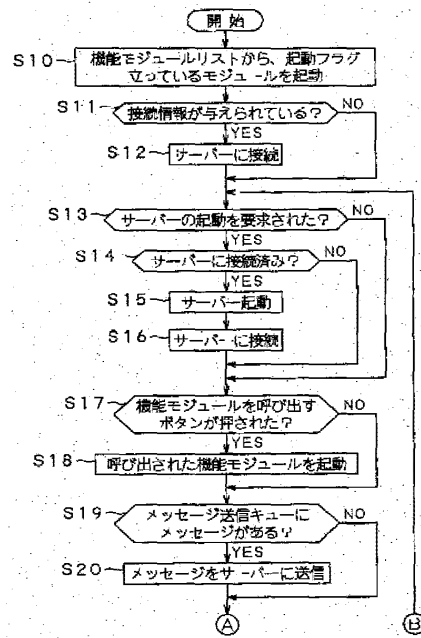 開始
S10
機能モジュールリストから、起動フラグ
立っているモジュールを起動
S11
接続情報が与えられている?
NO
YES
S12
サーバーに接続
S13
サーバーの起動を要求された?
NO
YES
S14
サーバーに接続済み?
NO
YES
S15
サーバー起動
S16
サーバーに接続
S17
機能モジュールを呼び出す
ボタンが押された?
NO
YES
S18
呼び出された機能モジュールを起動
S19
メッセージ送信キューに
メッセージがある?
NO
YES
S20
メッセージをサーバーに送信
A
B